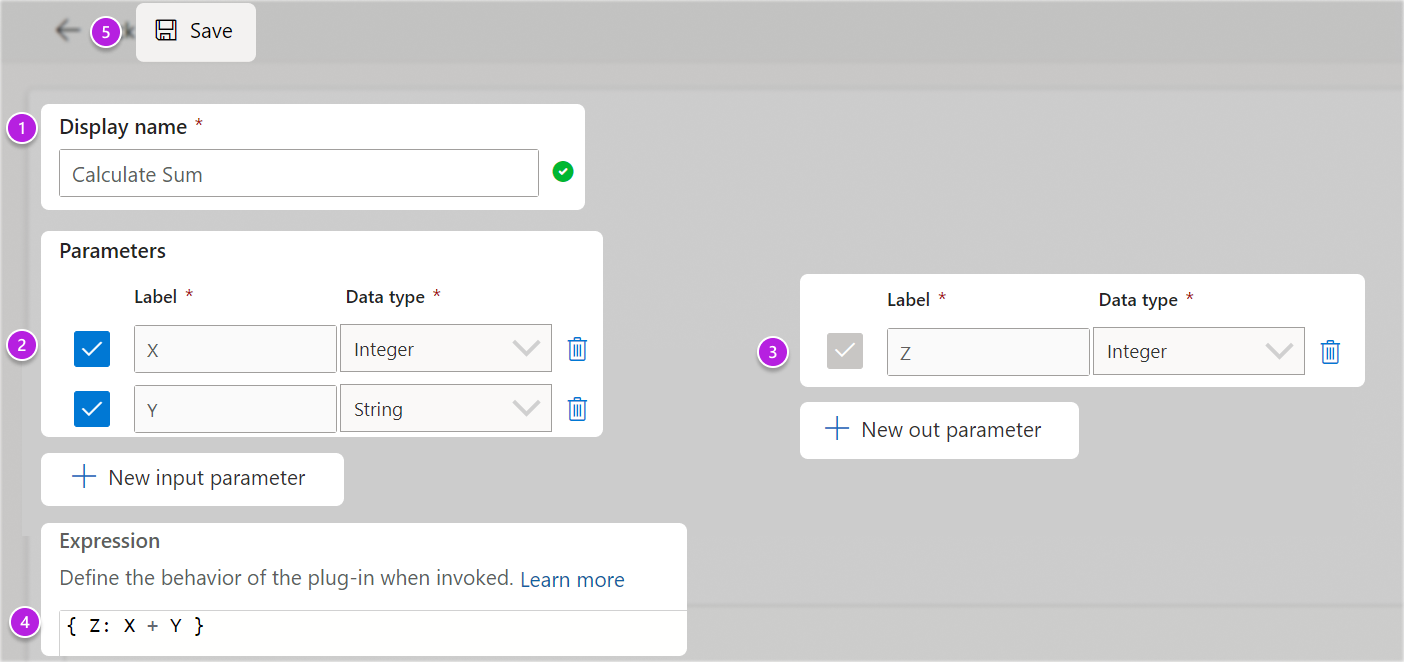 5 Save
1 Display name *
Calculate Sum
Parameters
Label * Data type *
2 X Integer
Y String
New input parameter
Label * Data type *
3 Z Integer
New out parameter
Expression
Define the behavior of the plug-in when invoked. Learn more
4 { Z: X + Y }